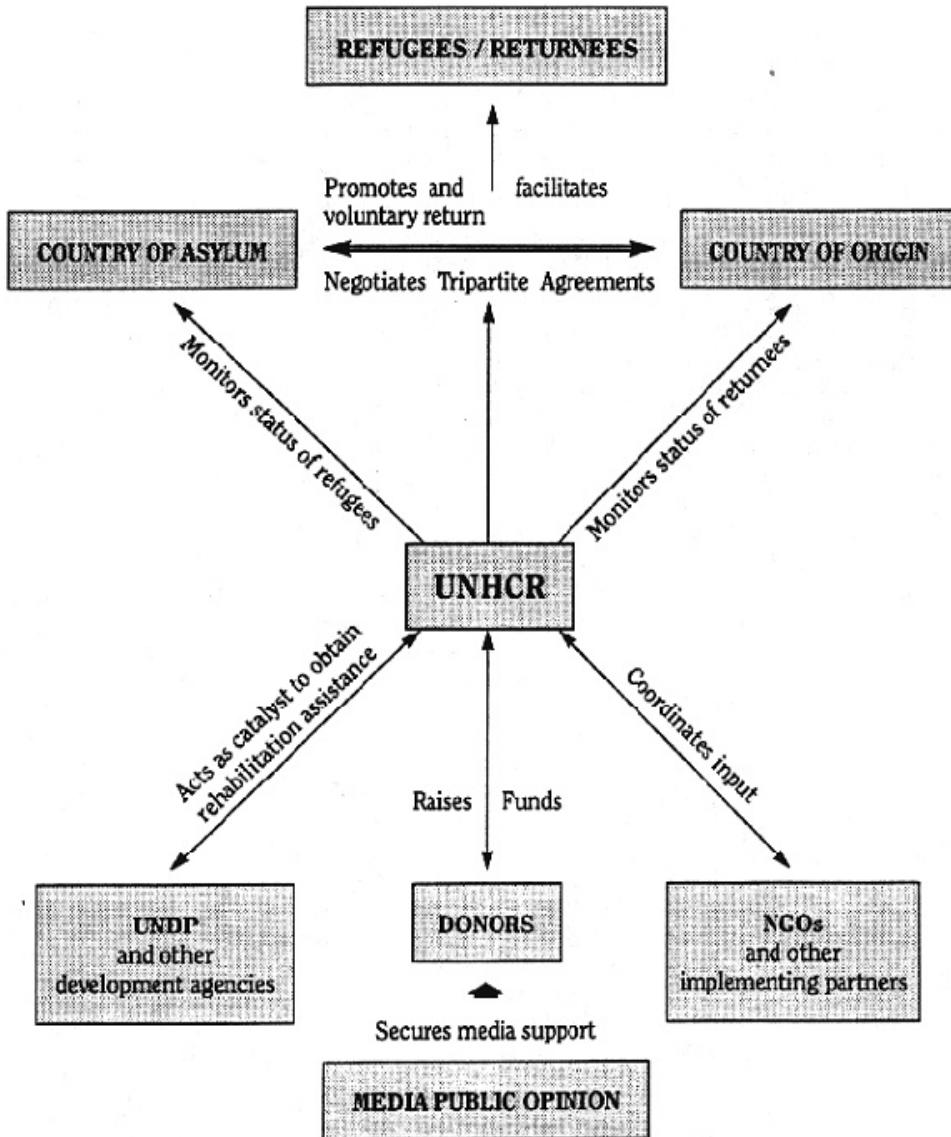 REFUGEES / RETURNEES
Promotes and facilitates
voluntary return
COUNTRY OF ASYLUM
COUNTRY OF ORIGIN
Negotiates Tripartite Agreements
Monitors status of refugees
Monitors status of returnees
UNHCR
Acts as catalyst to obtain
rehabilitation assistance
Raises Funds
Coordinates input
UNDP
and other
development agencies
DONORS
NGOs
and other
implementing partners
Secures media support
MEDIA PUBLIC OPINION